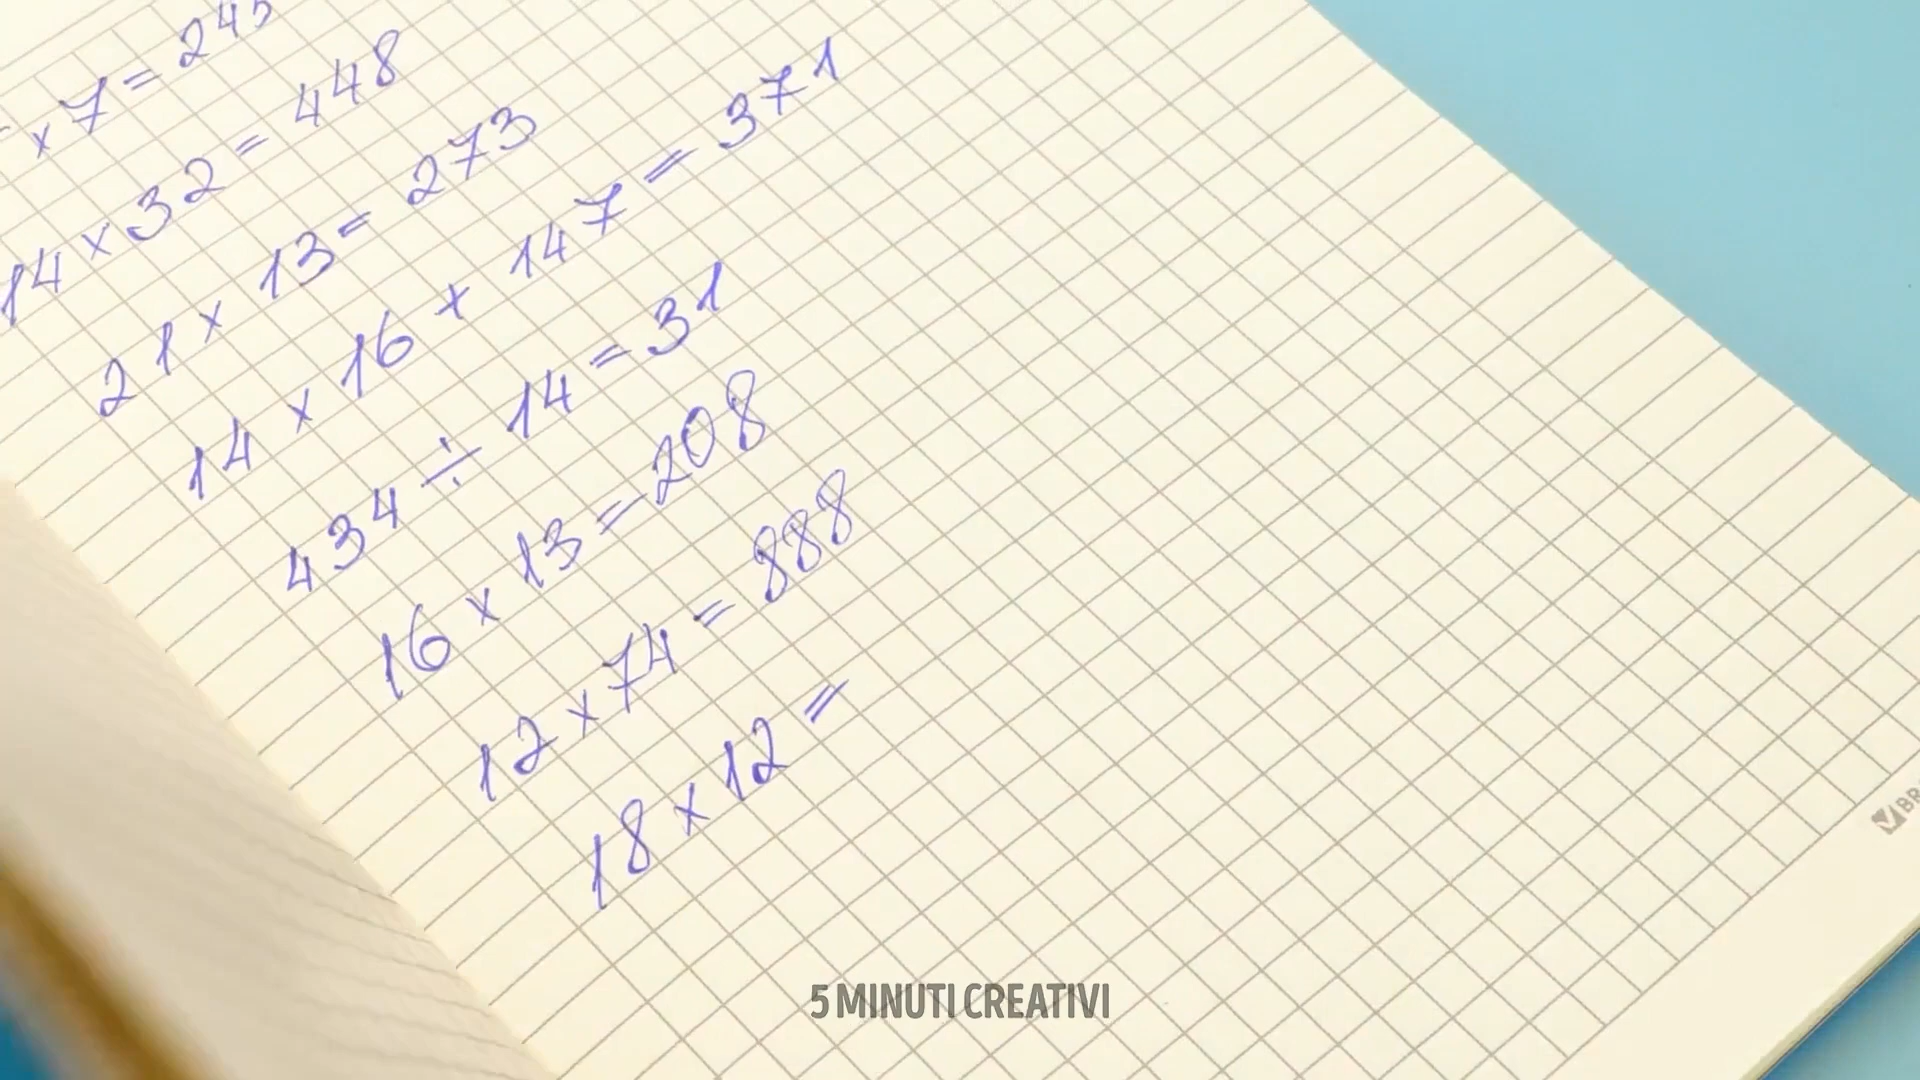 x 7 = 245
14 x 32 = 448
21 x 13 = 273
14 x 16 + 147 = 371
434 ÷ 14 = 31
16 x 13 = 208
12 x 74 = 888
18 x 12 =
BR
5 MINUTI CREATIVI